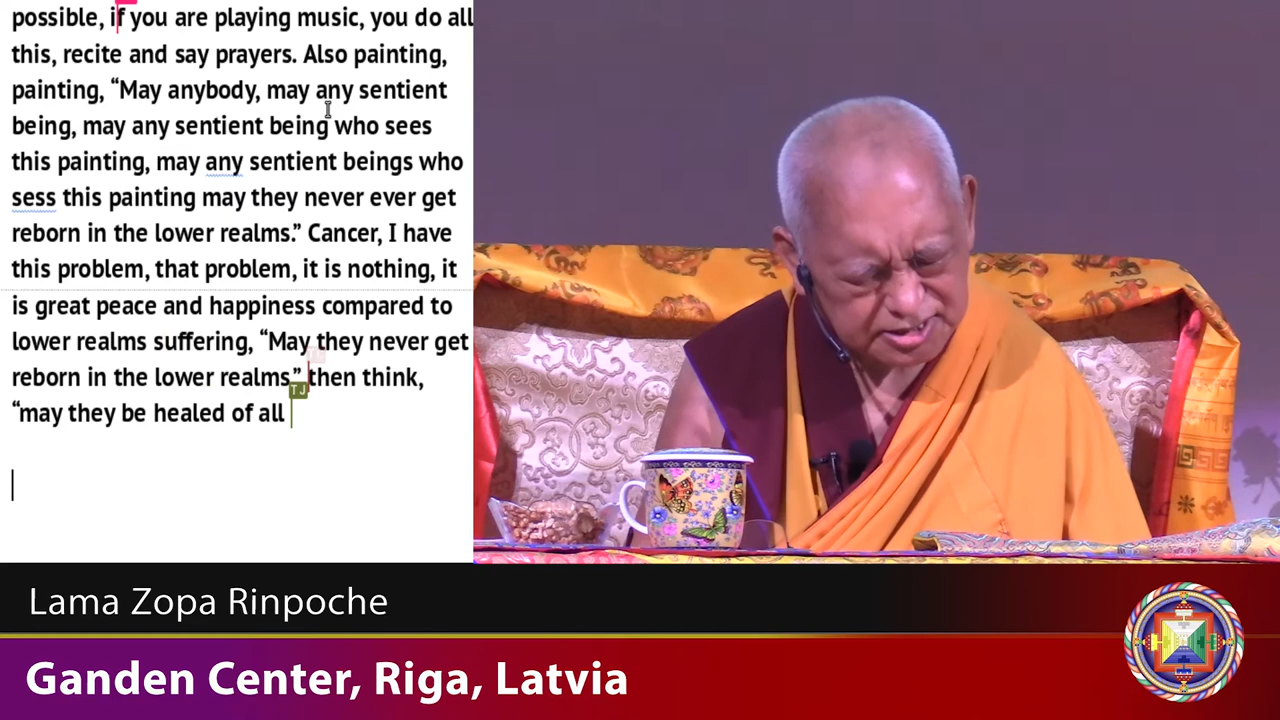 possible, if you are playing music, you do all
this, recite and say prayers. Also painting,
painting, “May anybody, may any sentient
being, may any sentient being who sees
this painting, may any sentient beings who
sess this painting may they never ever get
reborn in the lower realms.” Cancer, I have
this problem, that problem, it is nothing, it
is great peace and happiness compared to
lower realms suffering, “May they never get
reborn in the lower realms” then think,
TJ
“may they be healed of all
Lama Zopa Rinpoche
Ganden Center, Riga, Latvia